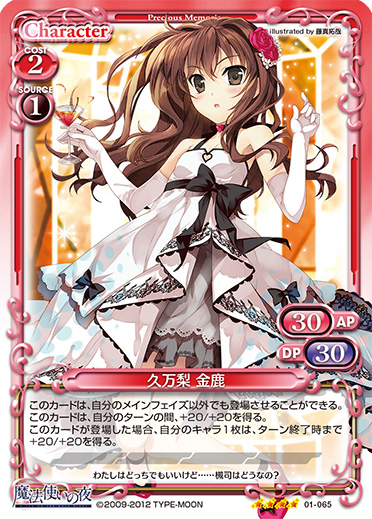 Precious Memories
Character
illustrated by 藤真拓哉
COST
2
SOURCE
1
30 AP
DP 30
久万梨 金鹿
このカードは、自分のメインフェイズ以外でも登場させることができる。
このカードは、自分のターンの間、+20/+20を得る。
このカードが登場した場合、自分のキャラ1枚は、ターン終了時まで
+20/+20を得る。
わたしはどっちでもいいけど……槻司はどうなの?
魔法使いの夜
©2009-2012 TYPE-MOON
01-065